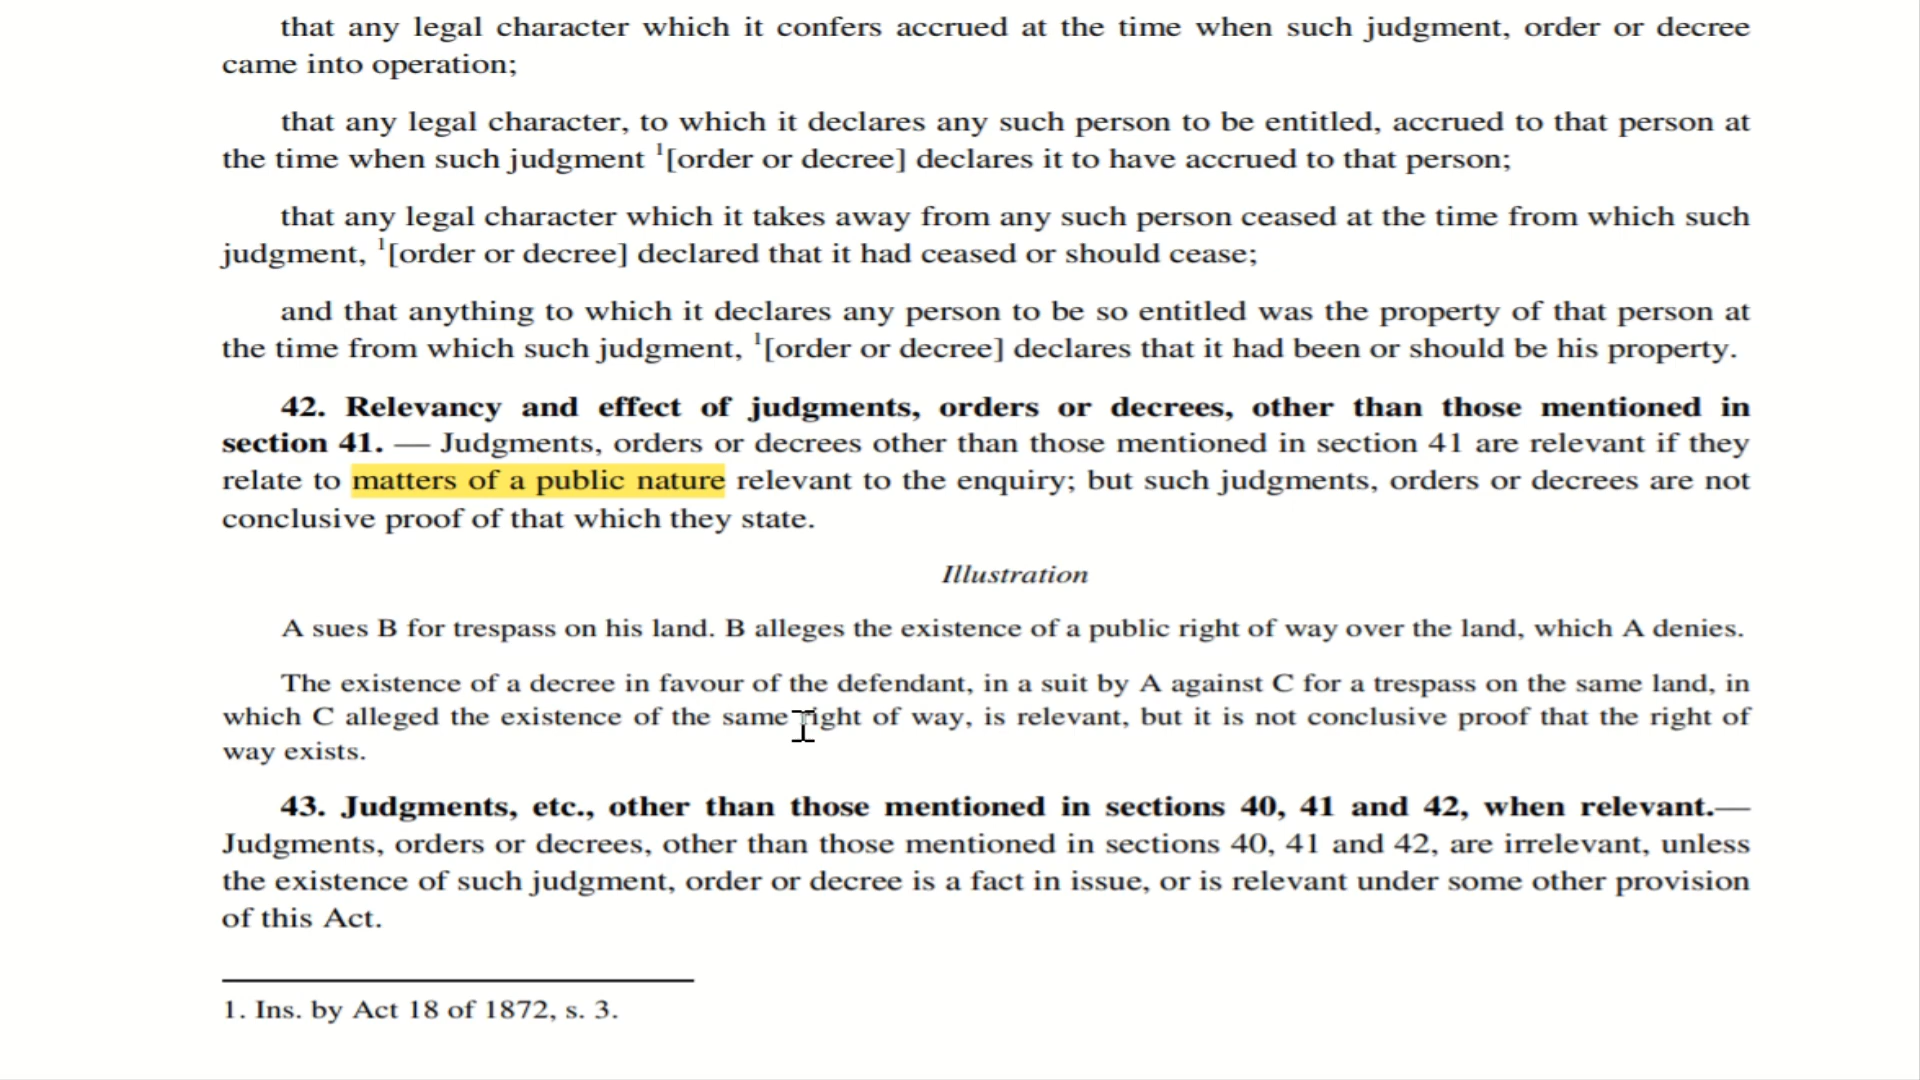 that any legal character which it confers accrued at the time when such judgment, order or decree
came into operation;
that any legal character, to which it declares any such person to be entitled, accrued to that person at
the time when such judgment 1[order or decree] declares it to have accrued to that person;
that any legal character which it takes away from any such person ceased at the time from which such
judgment, 1[order or decree] declared that it had ceased or should cease;
and that anything to which it declares any person to be so entitled was the property of that person at
the time from which such judgment, 1[order or decree] declares that it had been or should be his property.
42. Relevancy and effect of judgments, orders or decrees, other than those mentioned in
section 41. — Judgments, orders or decrees other than those mentioned in section 41 are relevant if they
relate to matters of a public nature relevant to the enquiry; but such judgments, orders or decrees are not
conclusive proof of that which they state.
Illustration
A sues B for trespass on his land. B alleges the existence of a public right of way over the land, which A denies.
The existence of a decree in favour of the defendant, in a suit by A against C for a trespass on the same land, in
which C alleged the existence of the same right of way, is relevant, but it is not conclusive proof that the right of
way exists.
43. Judgments, etc., other than those mentioned in sections 40, 41 and 42, when relevant.—
Judgments, orders or decrees, other than those mentioned in sections 40, 41 and 42, are irrelevant, unless
the existence of such judgment, order or decree is a fact in issue, or is relevant under some other provision
of this Act.
1. Ins. by Act 18 of 1872, s. 3.